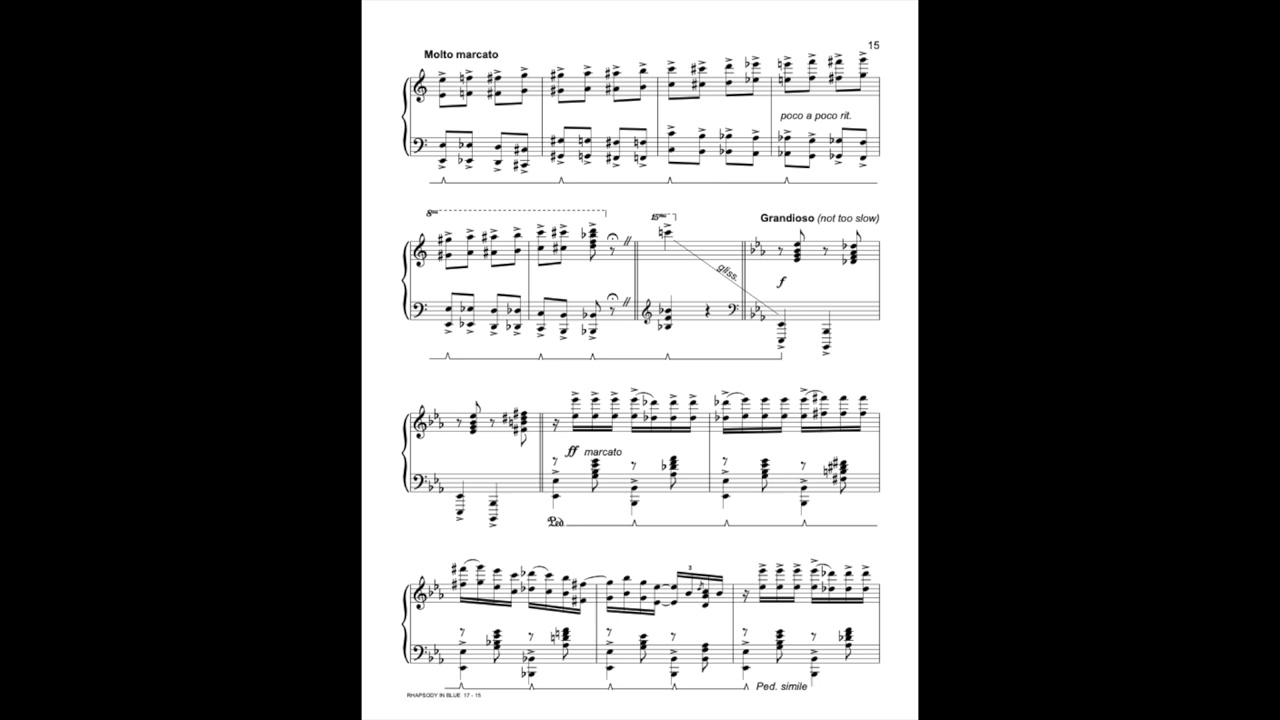 15
Molto marcato
poco a poco rit.
8va
15ma
Grandioso (not too slow)
gliss.
f
ff marcato
Ped
3
Ped. simile
RHAPSODY IN BLUE 17 - 15